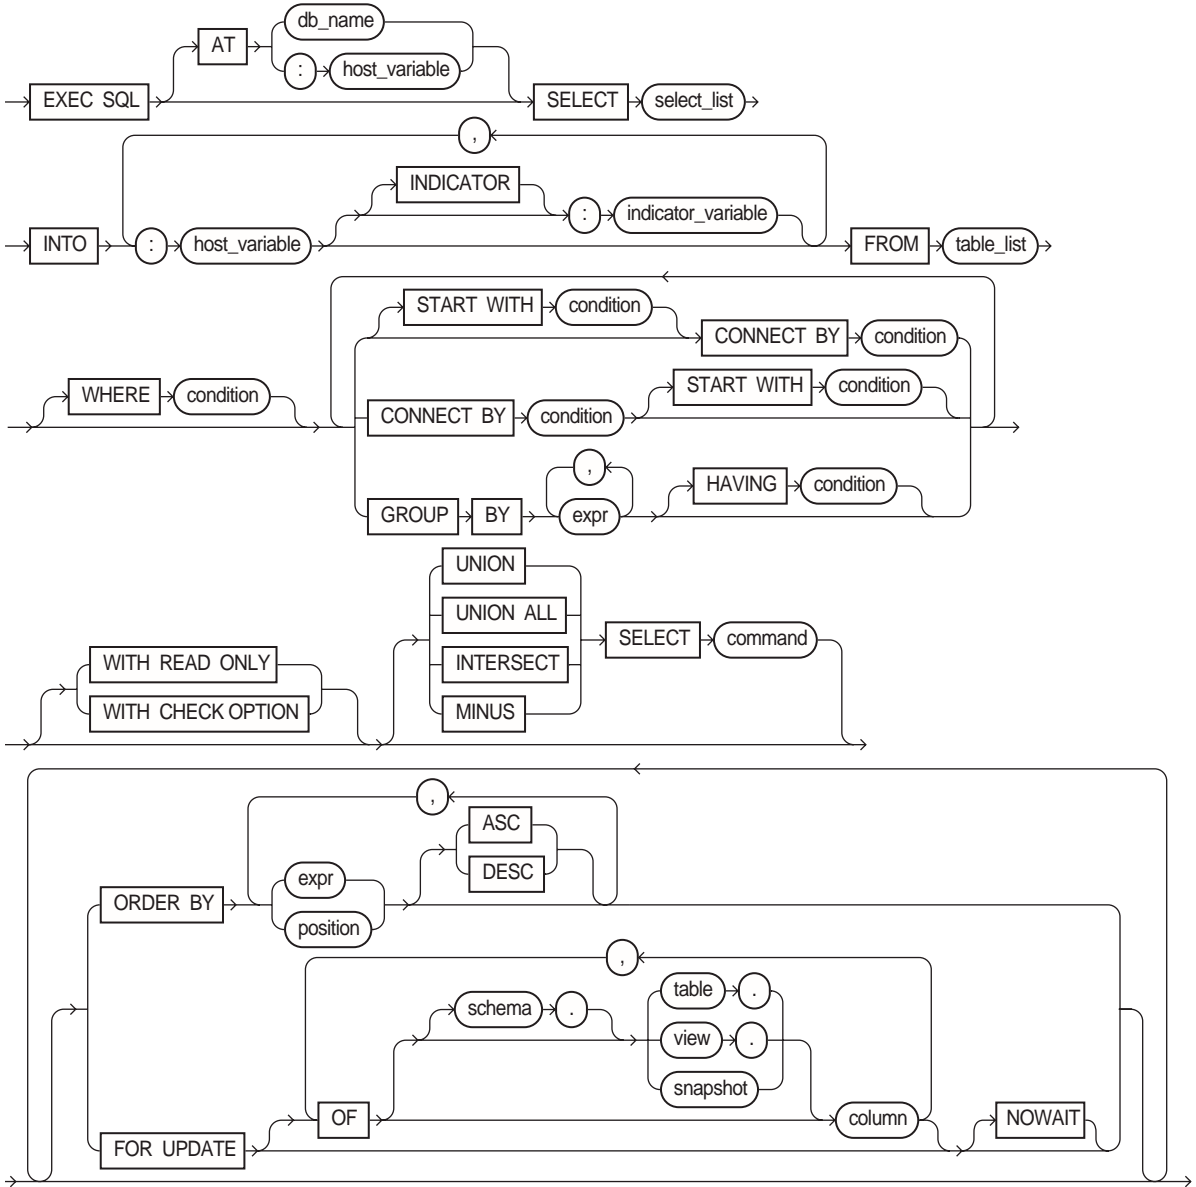 db_name
AT
: host_variable
EXEC SQL SELECT select_list
,
INDICATOR
: indicator_variable
INTO : host_variable FROM table_list
START WITH condition
CONNECT BY condition
WHERE condition START WITH condition
CONNECT BY condition
,
HAVING condition
GROUP BY expr
UNION
UNION ALL
SELECT command
WITH READ ONLY INTERSECT
WITH CHECK OPTION MINUS
,
ASC
DESC
expr
ORDER BY
position
,
table .
schema .
view .
snapshot
OF column NOWAIT
FOR UPDATE